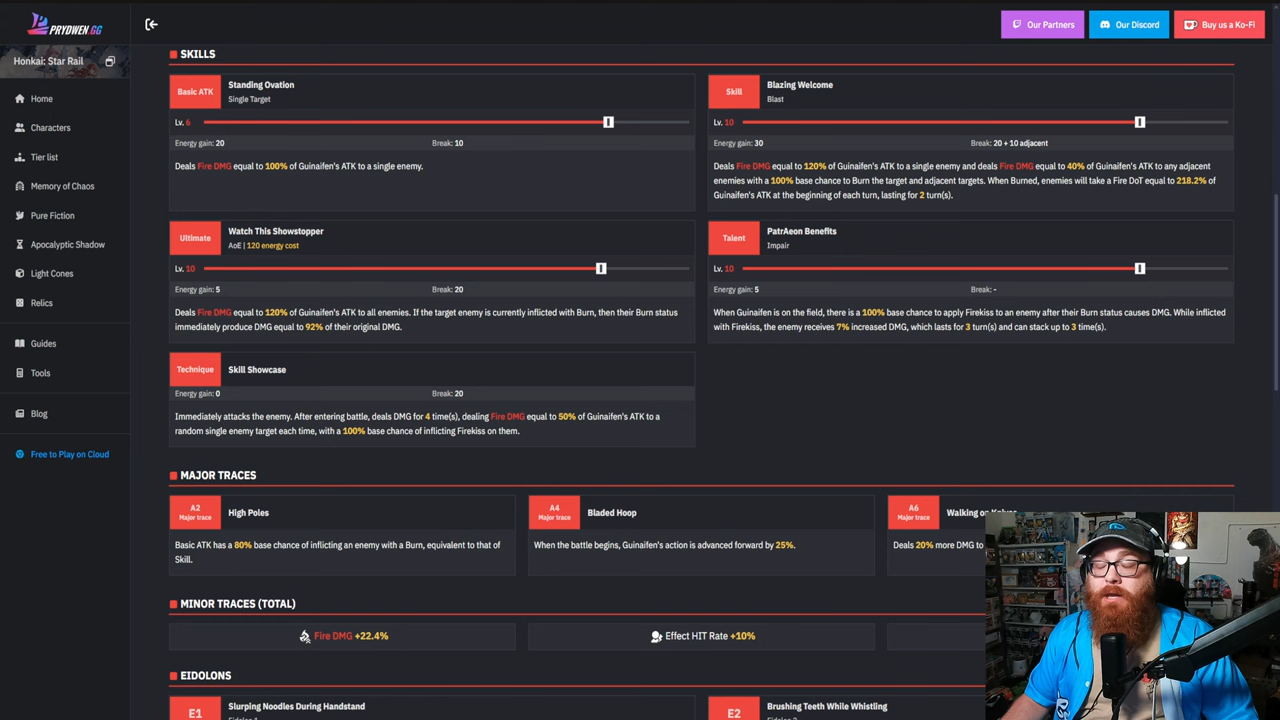 PRYDWEN.GG
Our Partners
Our Discord
Buy us a Ko-Fi
Honkai: Star Rail
Home
Characters
Tier list
Memory of Chaos
Pure Fiction
Apocalyptic Shadow
Light Cones
Relics
Guides
Tools
Blog
Free to Play on Cloud
SKILLS
Basic ATK
Standing Ovation
Single Target
Lv. 6
Energy gain: 20
Break: 10
Deals Fire DMG equal to 100% of Guinaifen's ATK to a single enemy.
Skill
Blazing Welcome
Blast
Lv. 10
Energy gain: 30
Break: 20 + 10 adjacent
Deals Fire DMG equal to 120% of Guinaifen's ATK to a single enemy and deals Fire DMG equal to 40% of Guinaifen's ATK to any adjacent
enemies with a 100% base chance to Burn the target and adjacent targets. When Burned, enemies will take a Fire DoT equal to 218.2% of
Guinaifen's ATK at the beginning of each turn, lasting for 2 turn(s).
Ultimate
Watch This Showstopper
AoE | 120 energy cost
Lv. 10
Energy gain: 5
Break: 20
Deals Fire DMG equal to 120% of Guinaifen's ATK to all enemies. If the target enemy is currently inflicted with Burn, then their Burn status
immediately produce DMG equal to 92% of their original DMG.
Talent
PatrAeon Benefits
Impair
Lv. 10
Energy gain: 5
Break: -
When Guinaifen is on the field, there is a 100% base chance to apply Firekiss to an enemy after their Burn status causes DMG. While inflicted
with Firekiss, the enemy receives 7% increased DMG, which lasts for 3 turn(s) and can stack up to 3 time(s).
Technique
Skill Showcase
Energy gain: 0
Break: 20
Immediately attacks the enemy. After entering battle, deals DMG for 4 time(s), dealing Fire DMG equal to 50% of Guinaifen's ATK to a
random single enemy target each time, with a 100% base chance of inflicting Firekiss on them.
MAJOR TRACES
A2
Major trace
High Poles
Basic ATK has a 80% base chance of inflicting an enemy with a Burn, equivalent to that of
Skill.
A4
Major trace
Bladed Hoop
When the battle begins, Guinaifen's action is advanced forward by 25%.
A6
Major trace
Walking on
Deals 20% more DMG to
MINOR TRACES (TOTAL)
Fire DMG +22.4%
Effect HIT Rate +10%
EIDOLONS
E1
Slurping Noodles During Handstand
E2
Brushing Teeth While Whistling